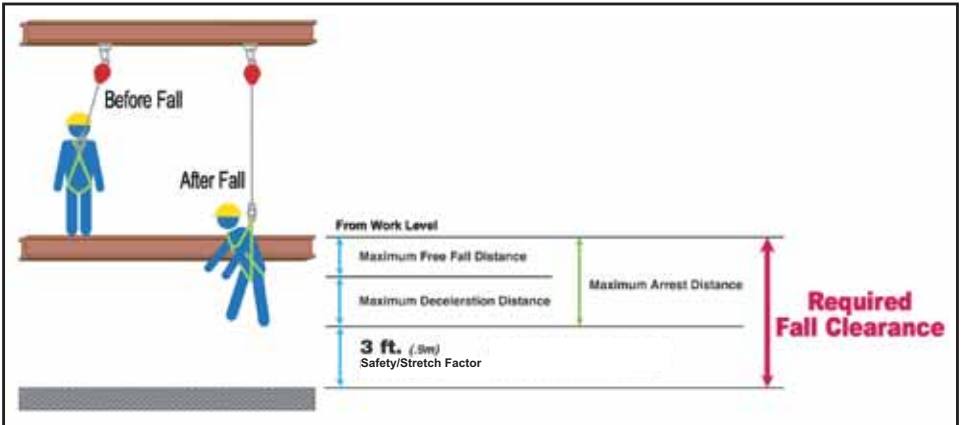 Before Fall
After Fall
From Work Level
Maximum Free Fall Distance
Maximum Deceleration Distance
Maximum Arrest Distance
3 ft. (.9m)
Safety/Stretch Factor
Required
Fall Clearance